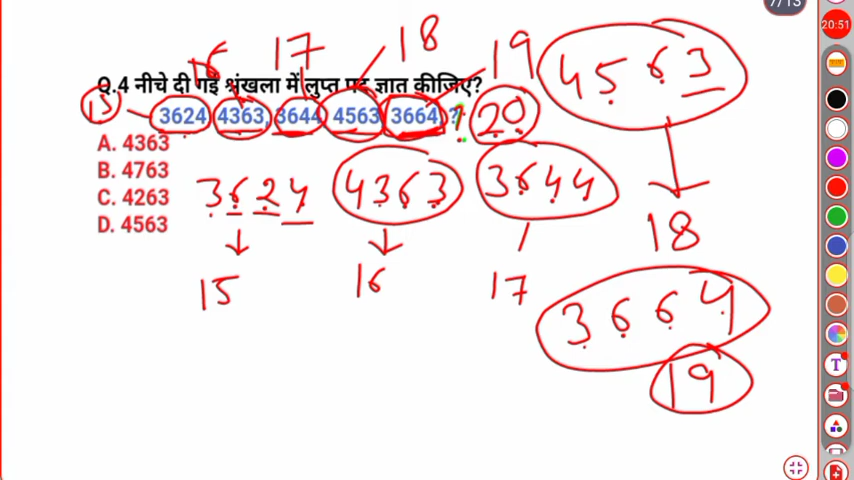 7/13
20:51
16 17 18 19 4563
Q.4 नीचे दी गई श्रंखला में लुप्त पद ज्ञात कीजिए?
15 3624 4363, 3644 4563 3664, ? 20
A. 4363
B. 4763
C. 4263
D. 4563
3624 4363 3644
15 16 17 18
3664
19
T